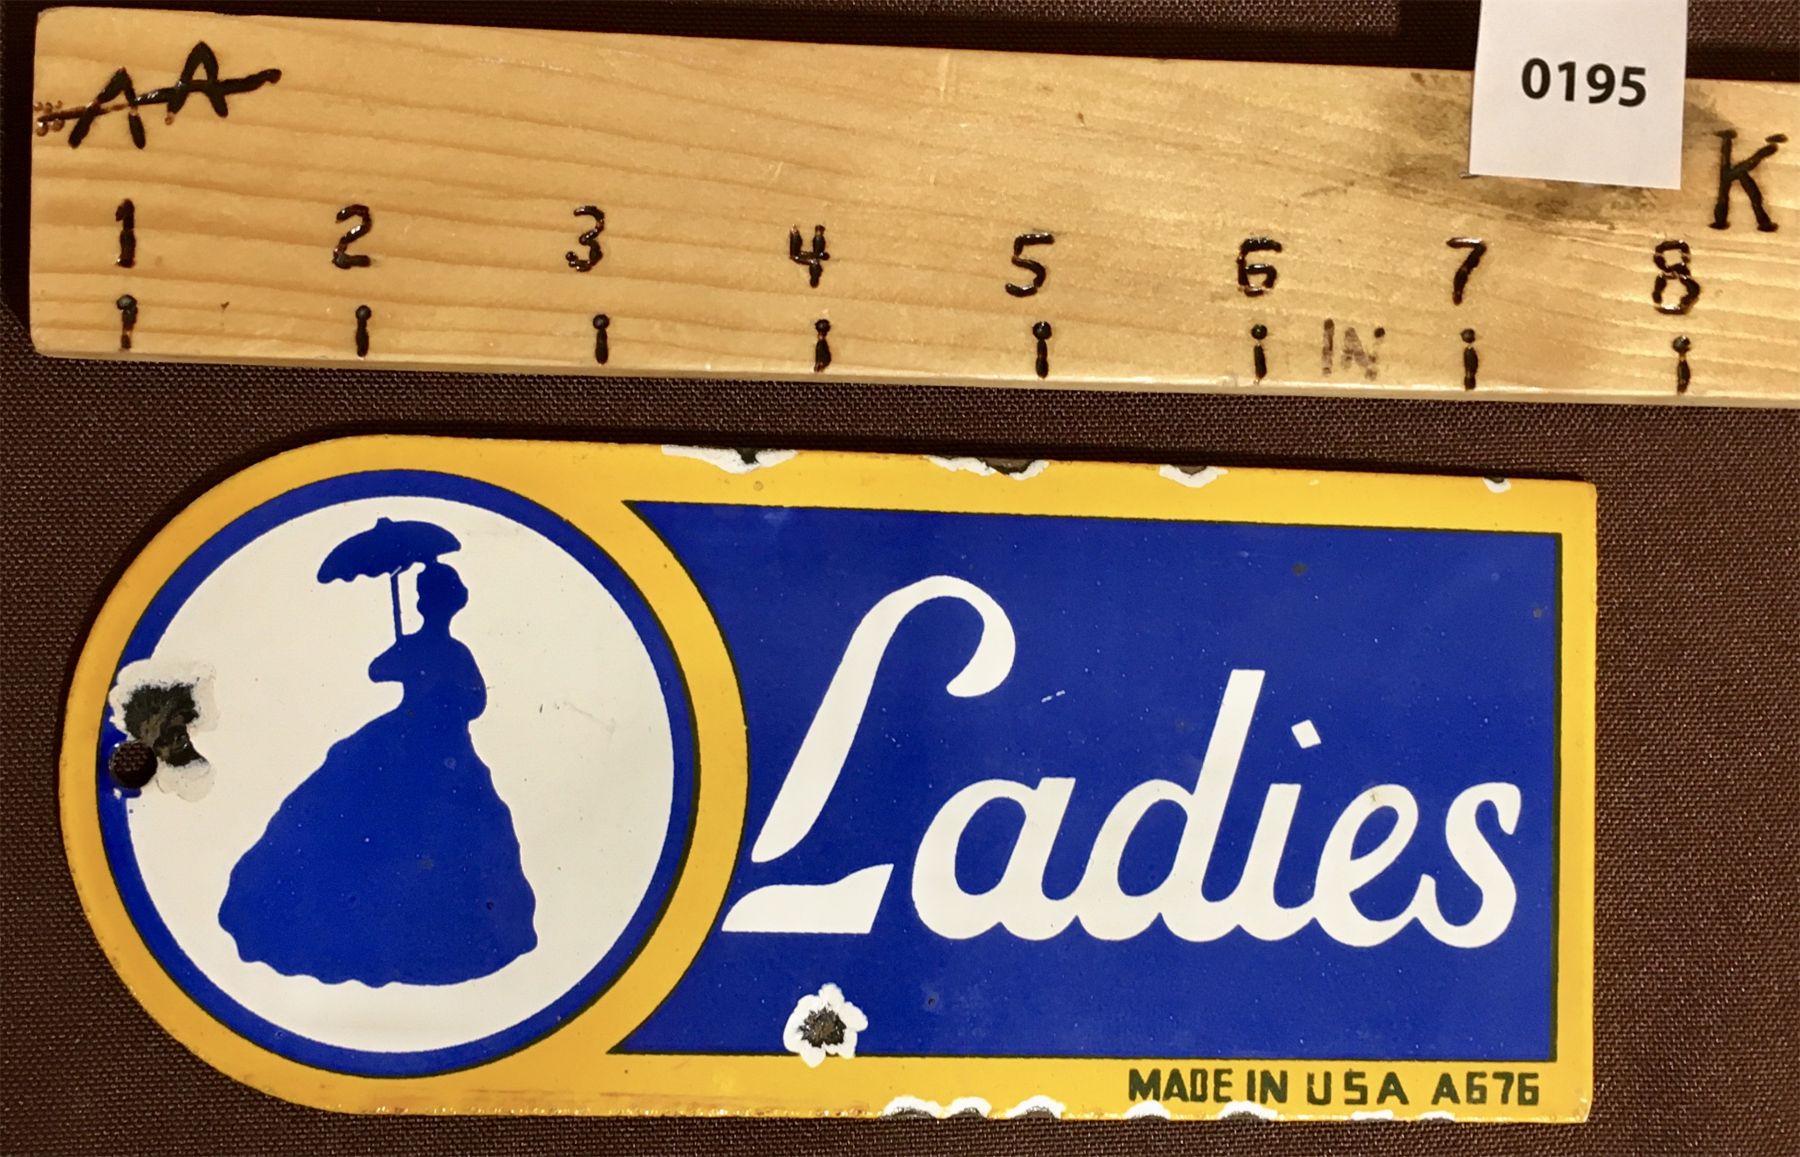 0195
AA
K
1 2 3 4 5 6 7 8
IN
Ladies
MADE IN USA A676